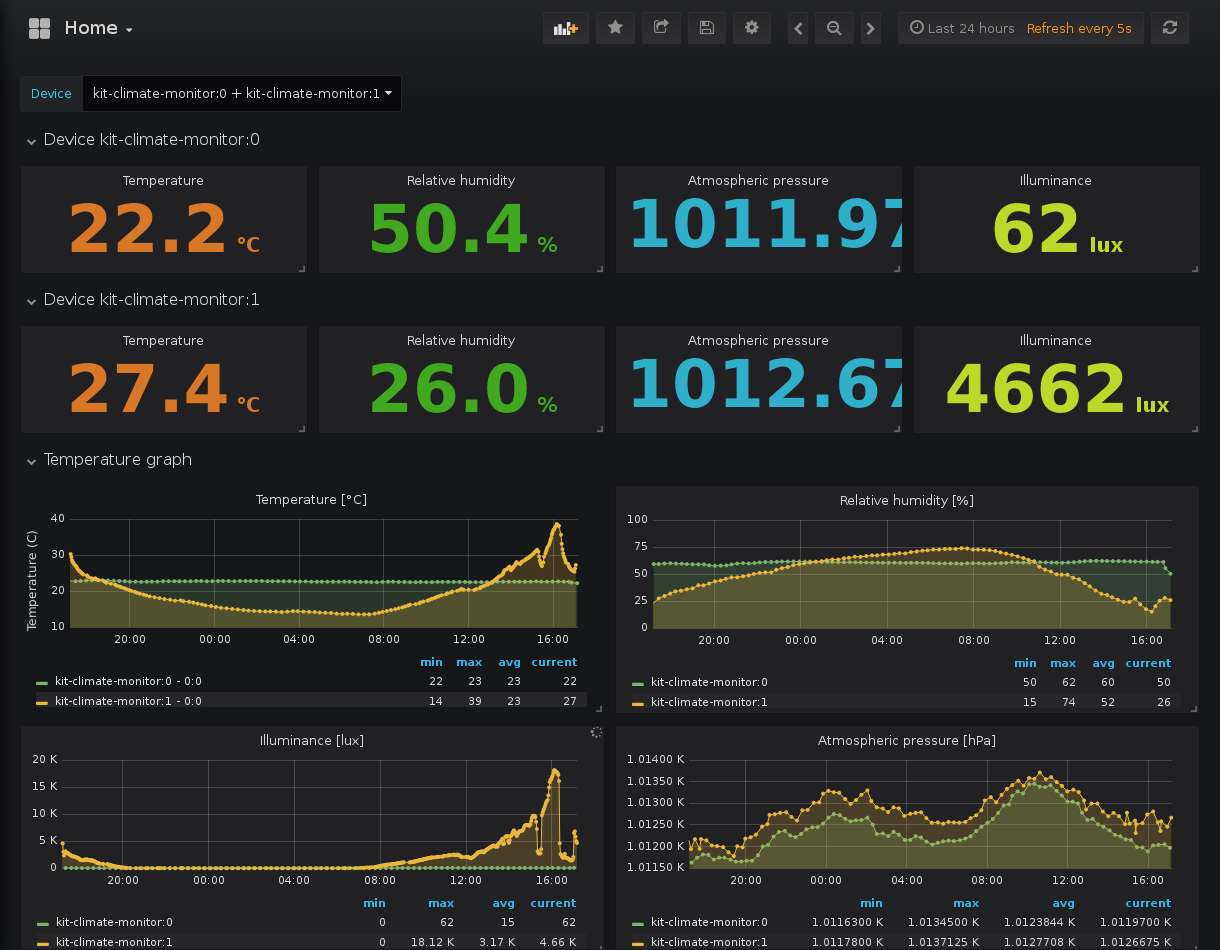 Home
Last 24 hours Refresh every 5s
Device kit-climate-monitor:0 + kit-climate-monitor:1
Device kit-climate-monitor:0
Temperature Relative humidity Atmospheric pressure Illuminance
22.2 °C 50.4 % 1011.97 62 lux
Device kit-climate-monitor:1
Temperature Relative humidity Atmospheric pressure Illuminance
27.4 °C 26.0 % 1012.67 4662 lux
Temperature graph
Temperature [°C]
Temperature (C)
40
30
20
10
20:00 00:00 04:00 08:00 12:00 16:00
min max avg current
kit-climate-monitor:0 - 0:0 22 23 23 22
kit-climate-monitor:1 - 0:0 14 39 23 27
Relative humidity [%]
100
75
50
25
0
20:00 00:00 04:00 08:00 12:00 16:00
min max avg current
kit-climate-monitor:0 50 62 60 50
kit-climate-monitor:1 15 74 52 26
Illuminance [lux]
20 K
15 K
10 K
5 K
0
20:00 00:00 04:00 08:00 12:00 16:00
min max avg current
kit-climate-monitor:0 0 62 15 62
kit-climate-monitor:1 0 18.12 K 3.17 K 4.66 K
Atmospheric pressure [hPa]
1.01400 K
1.01350 K
1.01300 K
1.01250 K
1.01200 K
1.01150 K
20:00 00:00 04:00 08:00 12:00 16:00
min max avg current
kit-climate-monitor:0 1.0116300 K 1.0134500 K 1.0123844 K 1.0119700 K
kit-climate-monitor:1 1.0117800 K 1.0137125 K 1.0127708 K 1.0126675 K